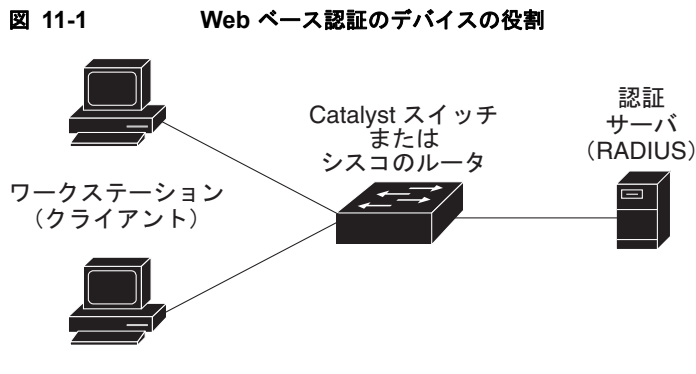 図 11-1 Web ベース認証のデバイスの役割
Catalyst スイッチ
または
シスコのルータ
認証
サーバ
（RADIUS）
ワークステーション
（クライアント）